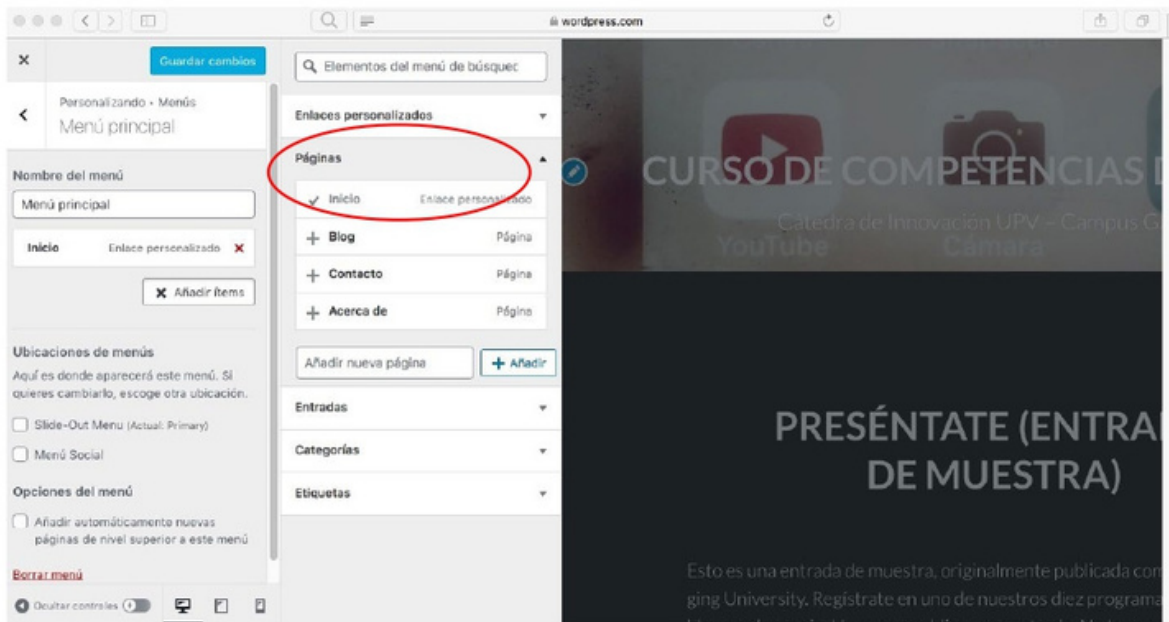 wordpress.com
Guardar cambios
Personalizando • Menús
Menú principal
Nombre del menú
Menú principal
Inicio Enlace personalizado
Añadir ítems
Ubicaciones de menús
Aquí es donde aparecerá este menú. Si
quieres cambiarlo, escoge otra ubicación.
Slide-Out Menu (Actual: Primary)
Menú Social
Opciones del menú
Añadir automáticamente nuevas
páginas de nivel superior a este menú
Borrar menú
Ocultar controles
Elementos del menú de búsquec
Enlaces personalizados
Páginas
Inicio Enlace personalizado
Blog Página
Contacto Página
Acerca de Página
Añadir nueva página
Añadir
Entradas
Categorías
Etiquetas
CURSO DE COMPETENCIAS D
Cátedra de Innovación UPV – Campus G
YouTube Cámara
PRESÉNTATE (ENTRA
DE MUESTRA)
Esto es una entrada de muestra, originalmente publicada com
ging University. Regístrate en uno de nuestros diez programa